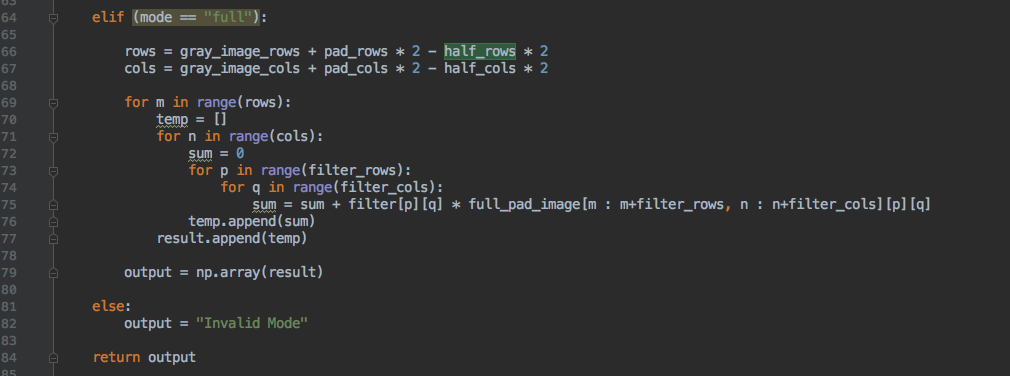 63
64 elif (mode == "full"):
65
66 rows = gray_image_rows + pad_rows * 2 - half_rows * 2
67 cols = gray_image_cols + pad_cols * 2 - half_cols * 2
68
69 for m in range(rows):
70 temp = []
71 for n in range(cols):
72 sum = 0
73 for p in range(filter_rows):
74 for q in range(filter_cols):
75 sum = sum + filter[p][q] * full_pad_image[m : m+filter_rows, n : n+filter_cols][p][q]
76 temp.append(sum)
77 result.append(temp)
78
79 output = np.array(result)
80
81 else:
82 output = "Invalid Mode"
83
84 return output
85